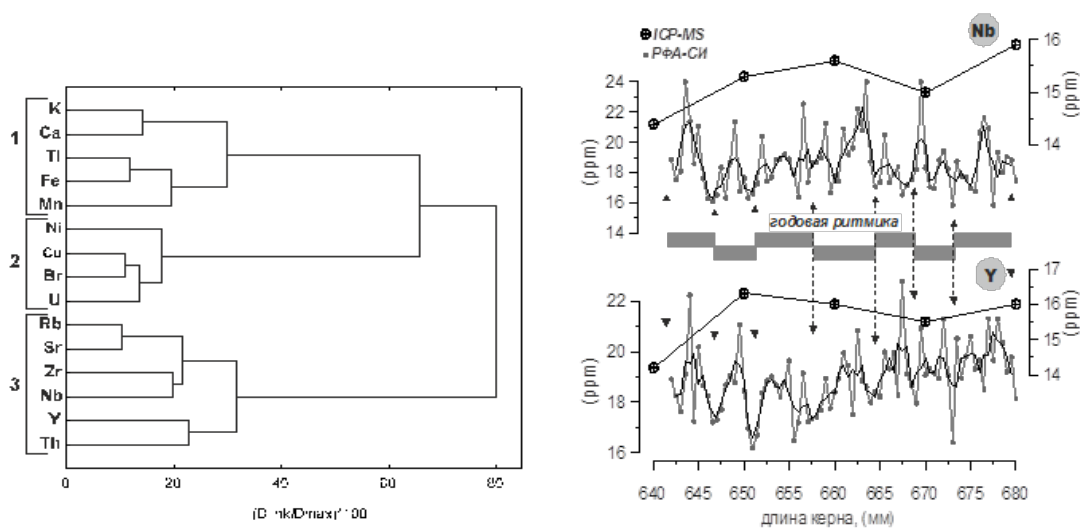 1
2
3
K
Ca
Ti
Fe
Mn
Ni
Cu
Br
U
Rb
Sr
Zr
Nb
Y
Th
0
20
40
60
80
ICP-MS
РФА-СИ
Nb
24
22
20
18
16
14
(ppm)
16
15
14
(ppm)
годовая ритмика
Y
22
20
18
16
(ppm)
17
16
15
14
(ppm)
640 645 650 655 660 665 670 675 680
длина керна, (мм)